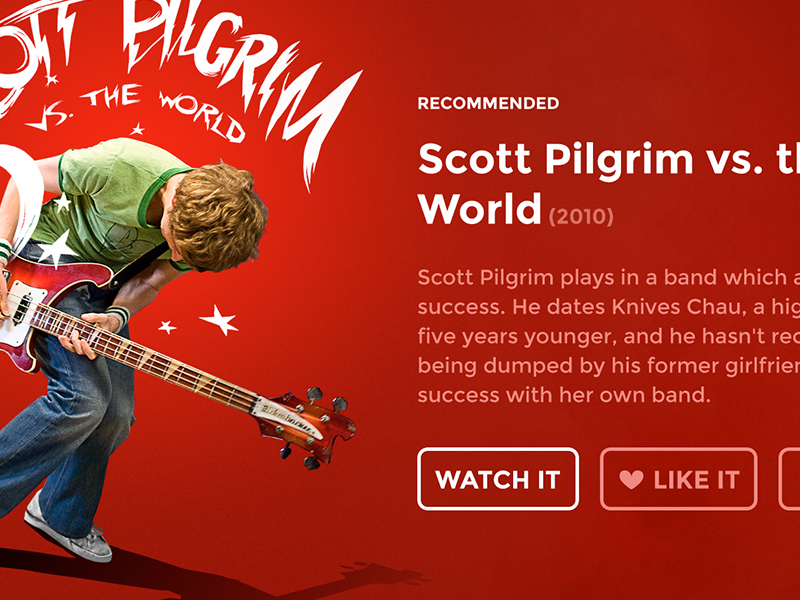 OTT PILGRIM
VS. THE WORLD
RECOMMENDED
Scott Pilgrim vs. th
World (2010)
Scott Pilgrim plays in a band which a
success. He dates Knives Chau, a hig
five years younger, and he hasn't rec
being dumped by his former girlfrien
success with her own band.
WATCH IT
LIKE IT
Rickenbacker